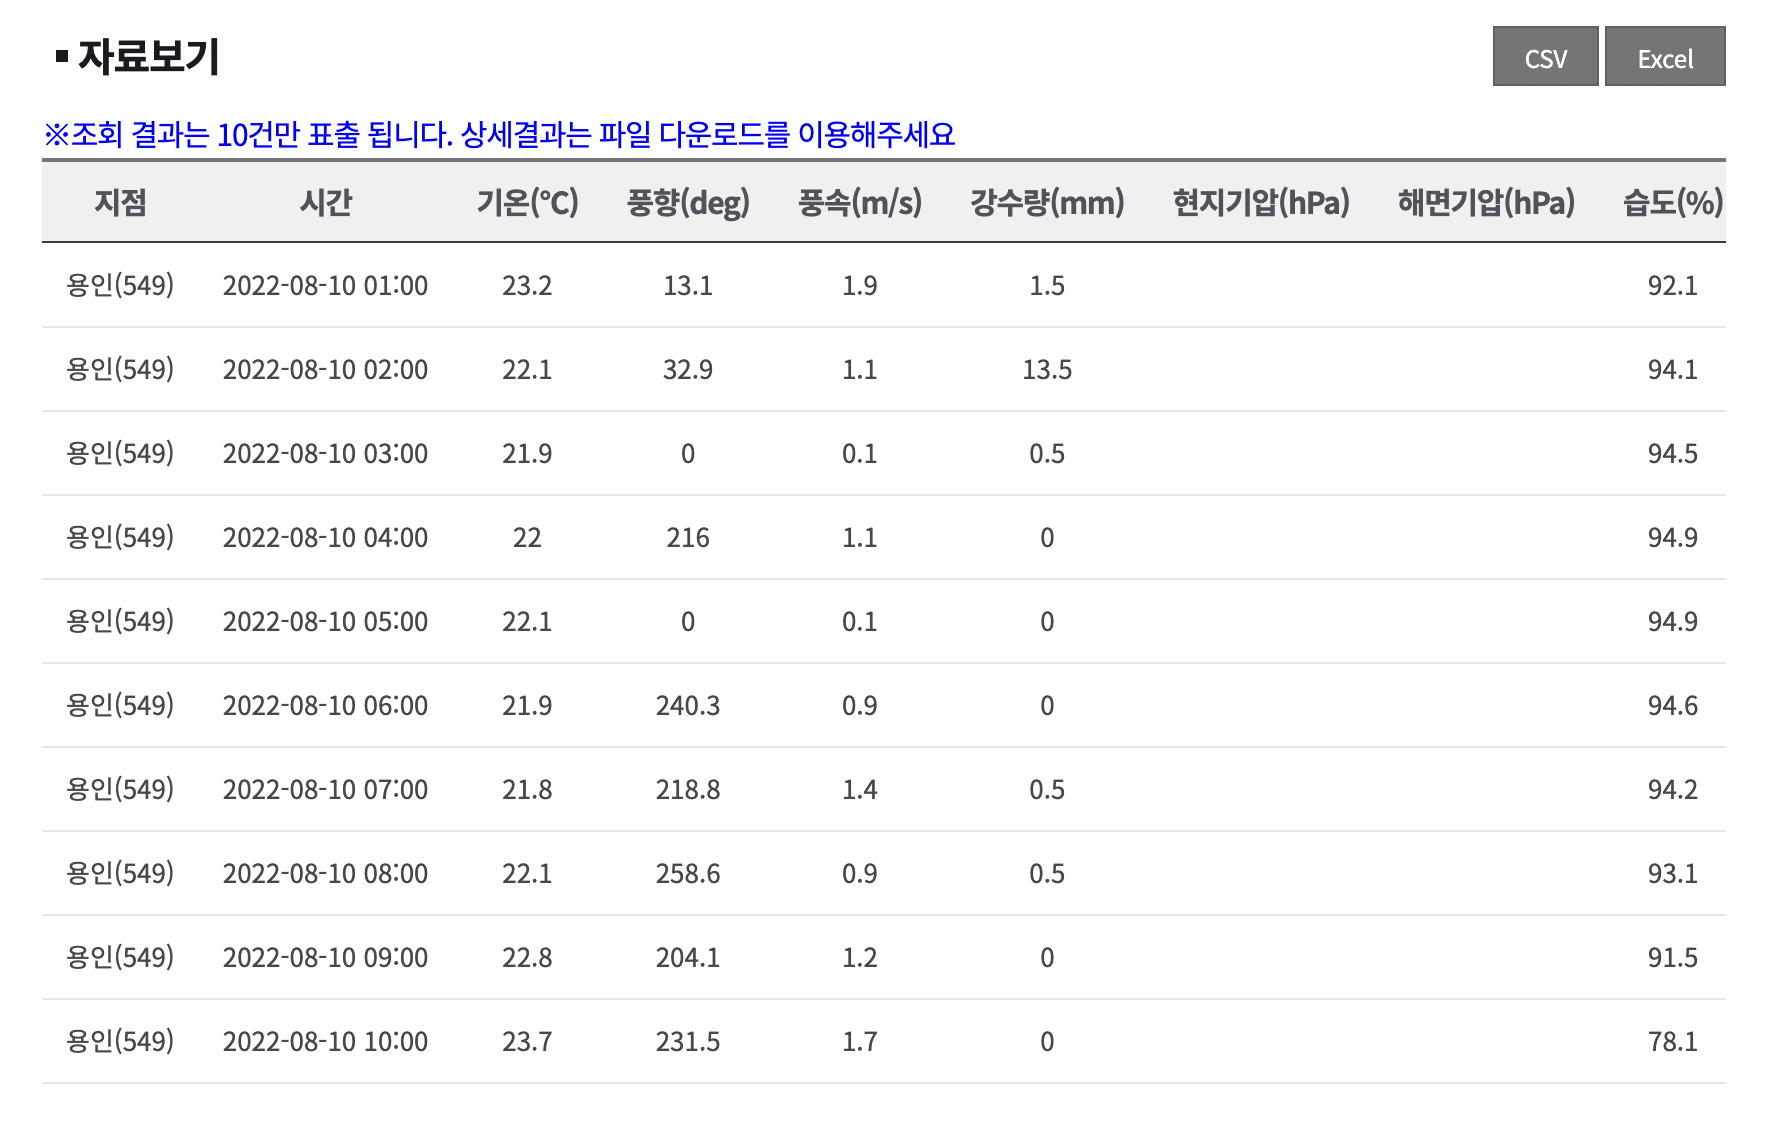 ▪ 자료보기
CSV Excel
※조회 결과는 10건만 표출 됩니다. 상세결과는 파일 다운로드를 이용해주세요
지점 시간 기온(℃) 풍향(deg) 풍속(m/s) 강수량(mm) 현지기압(hPa) 해면기압(hPa) 습도(%)
용인(549) 2022-08-10 01:00 23.2 13.1 1.9 1.5 92.1
용인(549) 2022-08-10 02:00 22.1 32.9 1.1 13.5 94.1
용인(549) 2022-08-10 03:00 21.9 0 0.1 0.5 94.5
용인(549) 2022-08-10 04:00 22 216 1.1 0 94.9
용인(549) 2022-08-10 05:00 22.1 0 0.1 0 94.9
용인(549) 2022-08-10 06:00 21.9 240.3 0.9 0 94.6
용인(549) 2022-08-10 07:00 21.8 218.8 1.4 0.5 94.2
용인(549) 2022-08-10 08:00 22.1 258.6 0.9 0.5 93.1
용인(549) 2022-08-10 09:00 22.8 204.1 1.2 0 91.5
용인(549) 2022-08-10 10:00 23.7 231.5 1.7 0 78.1